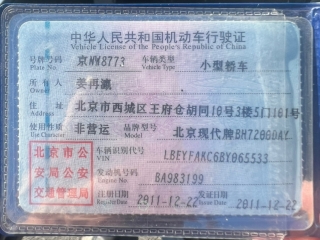 中华人民共和国机动车行驶证
Vehicle License of the People's Republic of China
号牌号码 京NW8773 车辆类型 小型轿车
Plate No. Vehicle Type
所有人 姜再瀛
Owner
住址 北京市西城区王府仓胡同10号3楼5门101号
Address
使用性质 非营运 品牌型号 北京现代牌BH7200AY
Use Character Model
北京市公
安局公安
交通管理局
车辆识别代号 LBEYFAKC6BY065533
VIN
发动机号码 BA983199
Engine No.
注册日期 2011-12-22 发证日期 2011-12-22
Register Date Issue Date